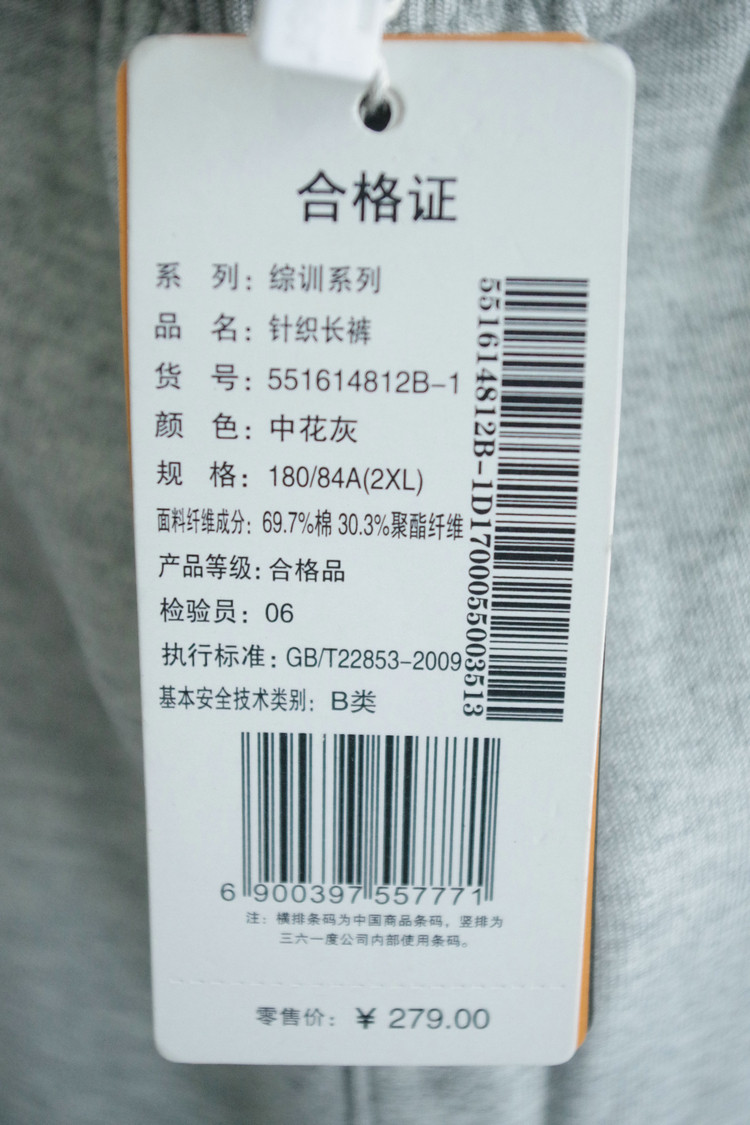 合格证
系 列：综训系列
品 名：针织长裤
货 号：551614812B-1
颜 色：中花灰
规 格：180/84A(2XL)
面料纤维成分：69.7%棉 30.3%聚酯纤维
产品等级：合格品
检验员：06
执行标准：GB/T22853-2009
基本安全技术类别：B类
551614812B-1D1700055003513
6 900397 557771
注：横排条码为中国商品条码，竖排为
三六一度公司内部使用条码。
零售价：¥ 279.00